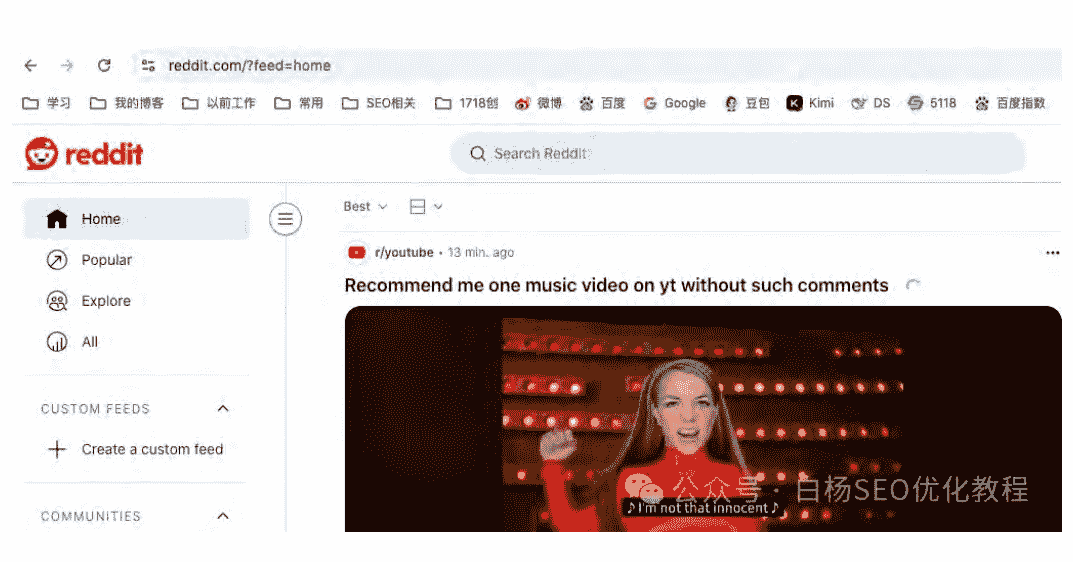 reddit.com/?feed=home
学习 我的博客 以前工作 常用 SEO相关 1718创 微博 百度 Google 豆包 Kimi DS 5118 百度指数
reddit Search Reddit
Best
Home
r/youtube • 13 min. ago
Popular
Recommend me one music video on yt without such comments
Explore
All
CUSTOM FEEDS
Create a custom feed
公众号:白杨SEO优化教程
♪I'm not that innocent♪
COMMUNITIES